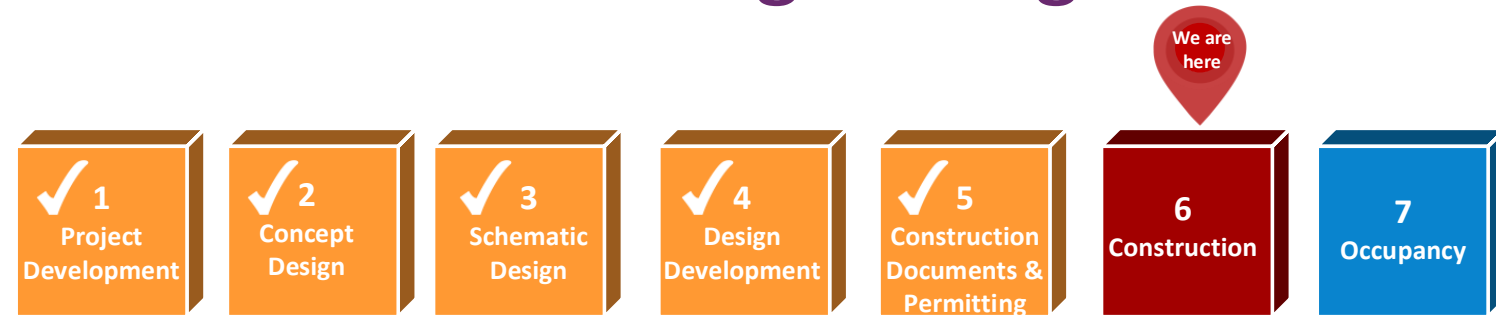 We are
here
1
Project
Development
2
Concept
Design
3
Schematic
Design
4
Design
Development
5
Construction
Documents &
Permitting
6
Construction
7
Occupancy